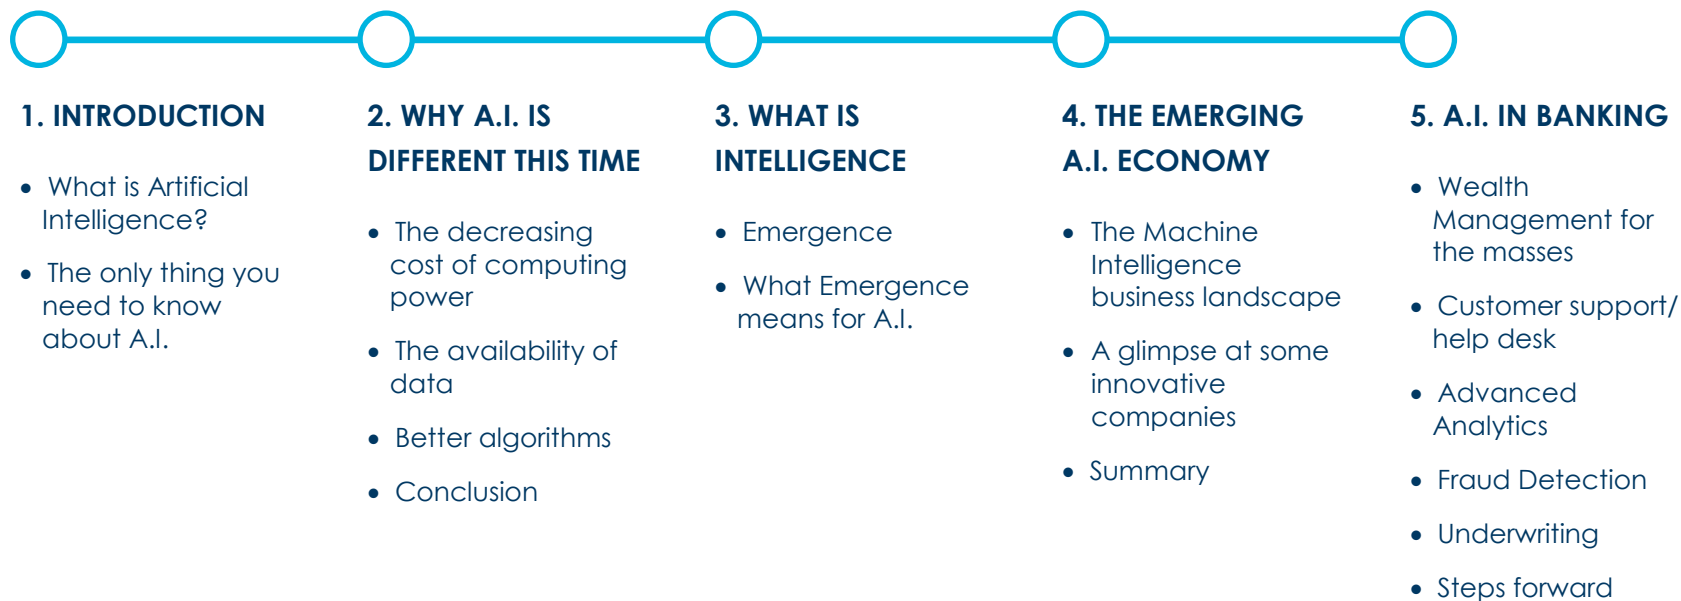 1. INTRODUCTION
• What is Artificial
Intelligence?
• The only thing you
need to know
about A.I.
2. WHY A.I. IS
DIFFERENT THIS TIME
• The decreasing
cost of computing
power
• The availability of
data
• Better algorithms
• Conclusion
3. WHAT IS
INTELLIGENCE
• Emergence
• What Emergence
means for A.I.
4. THE EMERGING
A.I. ECONOMY
• The Machine
Intelligence
business landscape
• A glimpse at some
innovative
companies
• Summary
5. A.I. IN BANKING
• Wealth
Management for
the masses
• Customer support/
help desk
• Advanced
Analytics
• Fraud Detection
• Underwriting
• Steps forward